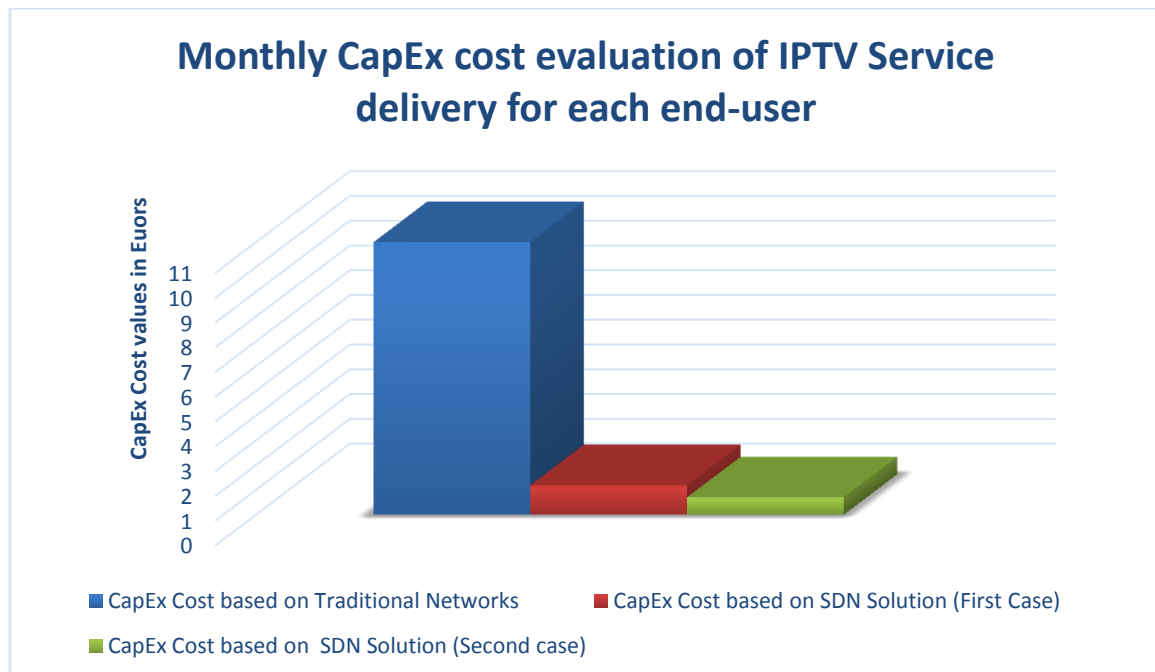 Monthly CapEx cost evaluation of IPTV Service
delivery for each end-user
CapEx Cost values in Euors
11
10
9
8
7
6
5
4
3
2
1
0
CapEx Cost based on Traditional Networks
CapEx Cost based on SDN Solution (First Case)
CapEx Cost based on  SDN Solution (Second case)